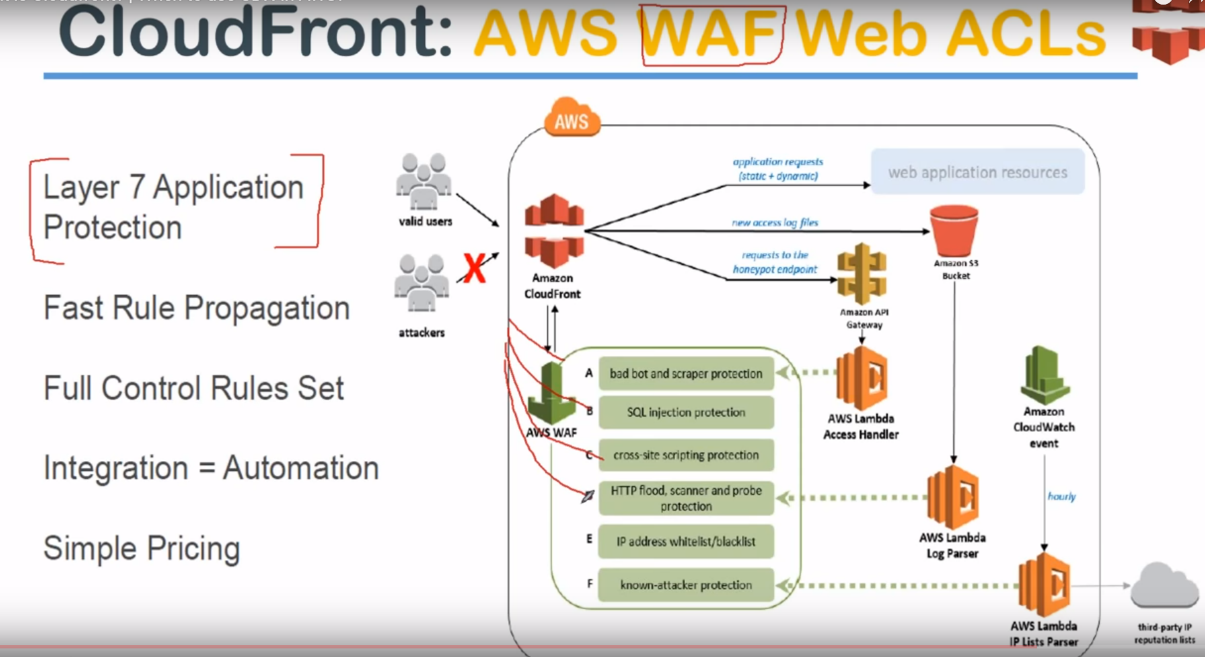 CloudFront: AWS WAF Web ACLs
Layer 7 Application
Protection
Fast Rule Propagation
Full Control Rules Set
Integration = Automation
Simple Pricing
AWS
valid users
attackers
X
Amazon
CloudFront
AWS WAF
application requests
(static + dynamic)
web application resources
new access log files
Amazon S3
Bucket
requests to the
honeypot endpoint
Amazon API
Gateway
A
bad bot and scraper protection
B
SQL injection protection
C
cross-site scripting protection
HTTP flood, scanner and probe
protection
E
IP address whitelist/blacklist
F
known-attacker protection
AWS Lambda
Access Handler
Amazon
CloudWatch
event
hourly
AWS Lambda
Log Parser
AWS Lambda
IP Lists Parser
third-party IP
reputation lists